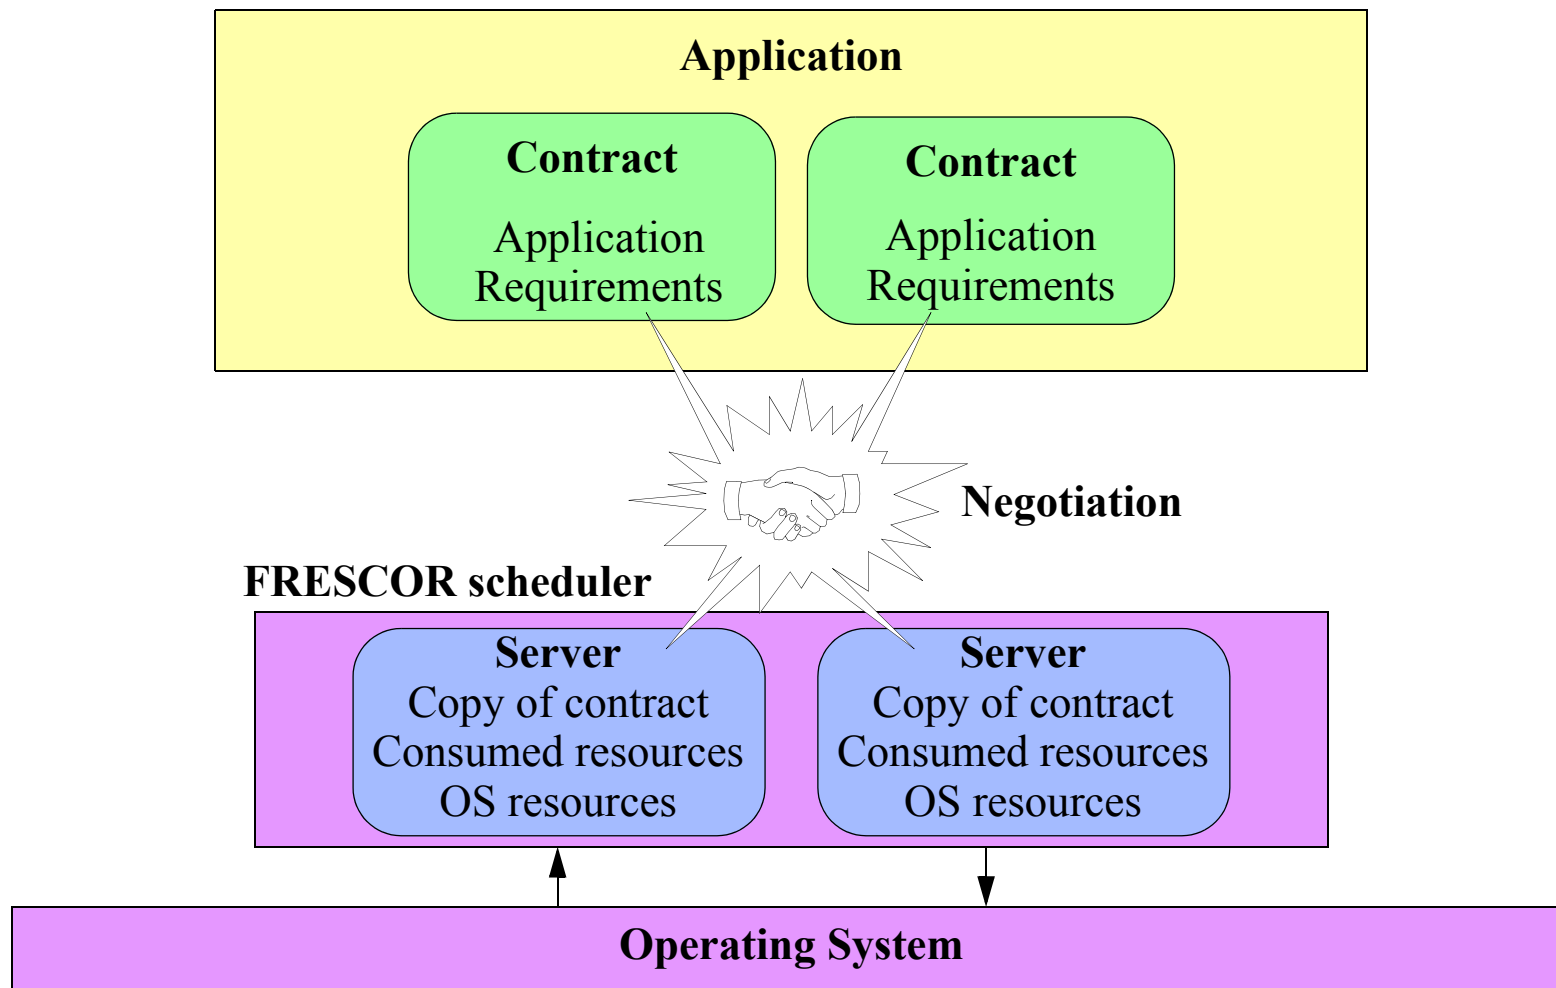 Application
Contract
Application
Requirements
Contract
Application
Requirements
Negotiation
FRESCOR scheduler
Server
Copy of contract
Consumed resources
OS resources
Server
Copy of contract
Consumed resources
OS resources
Operating System